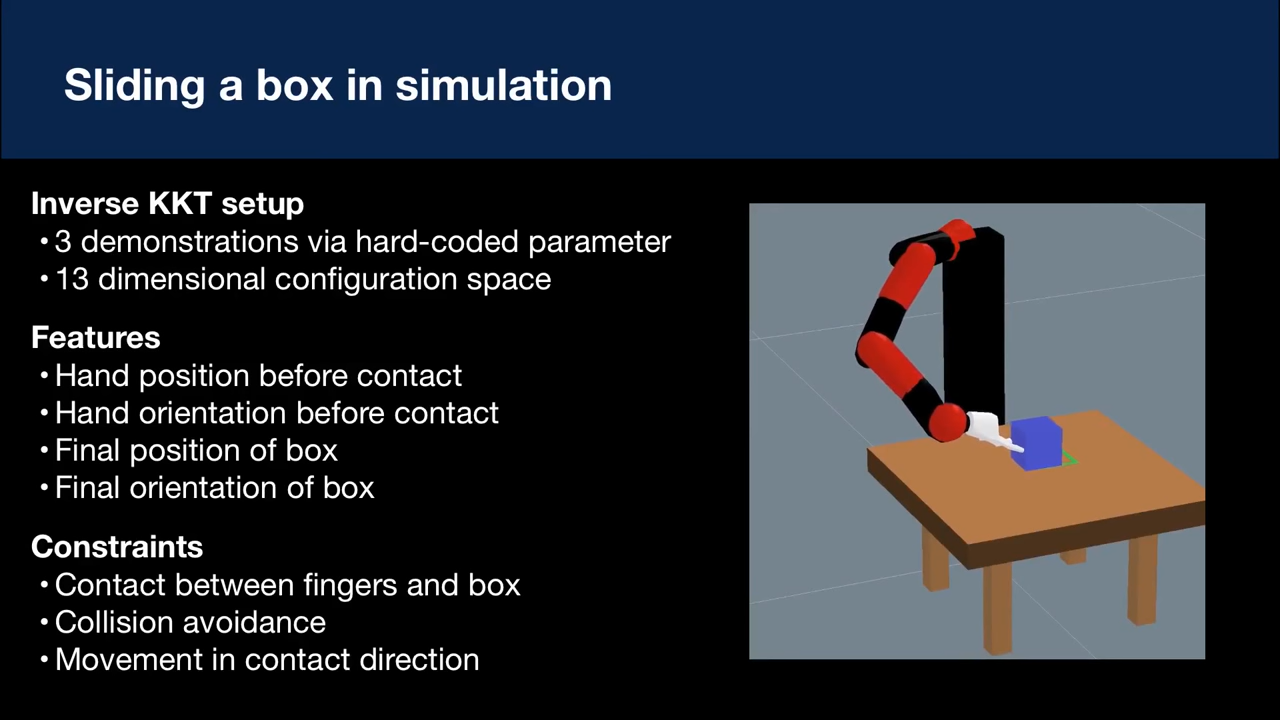 Sliding a box in simulation
Inverse KKT setup
• 3 demonstrations via hard-coded parameter
• 13 dimensional configuration space
Features
• Hand position before contact
• Hand orientation before contact
• Final position of box
• Final orientation of box
Constraints
• Contact between fingers and box
• Collision avoidance
• Movement in contact direction